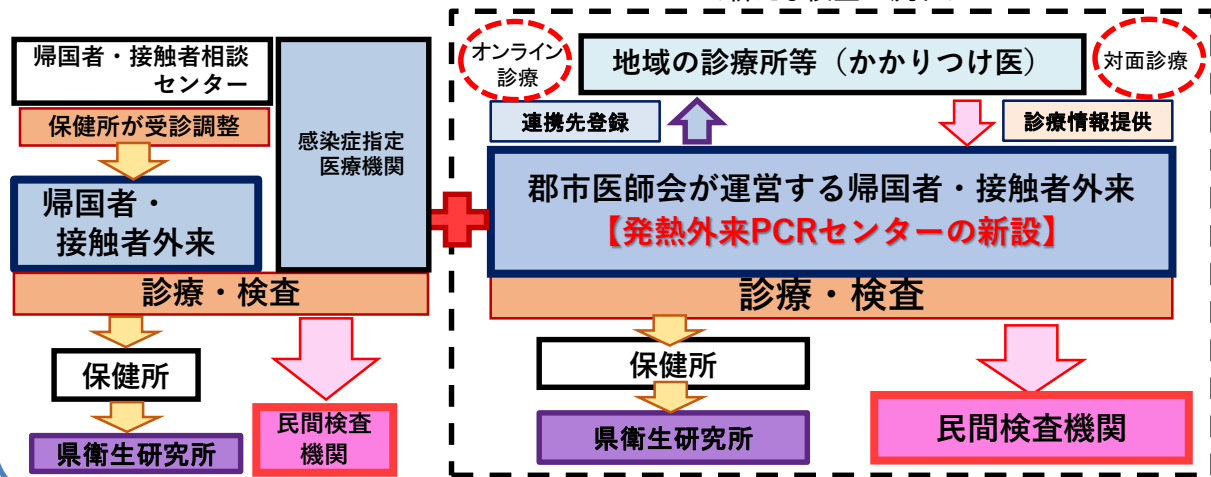 帰国者・接触者相談
センター
保健所が受診調整
帰国者・
接触者外来
感染症指定
医療機関
診療・検査
保健所
県衛生研究所
民間検査
機関
オンライン
診療
地域の診療所等（かかりつけ医）
対面診療
連携先登録
診療情報提供
郡市医師会が運営する帰国者・接触者外来
【発熱外来PCRセンターの新設】
診療・検査
保健所
県衛生研究所
民間検査機関